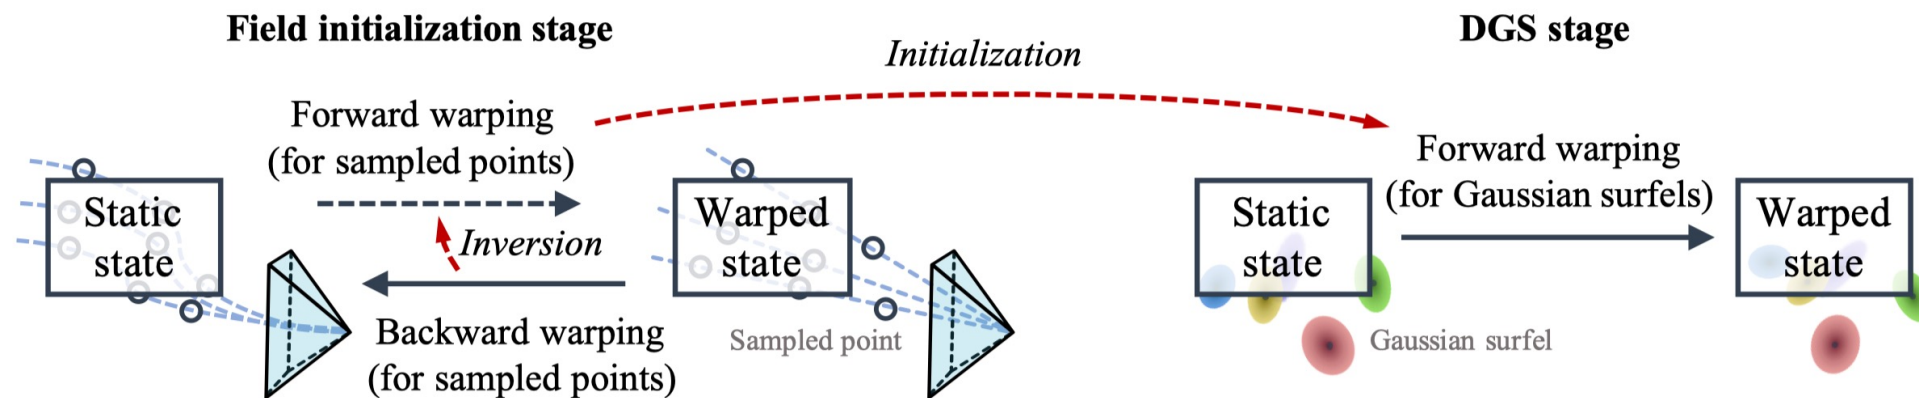 Field initialization stage
Initialization
DGS stage
Forward warping
(for sampled points)
Static
state
Inversion
Backward warping
(for sampled points)
Warped
state
Sampled point
Static
state
Forward warping
(for Gaussian surfels)
Warped
state
Gaussian surfel